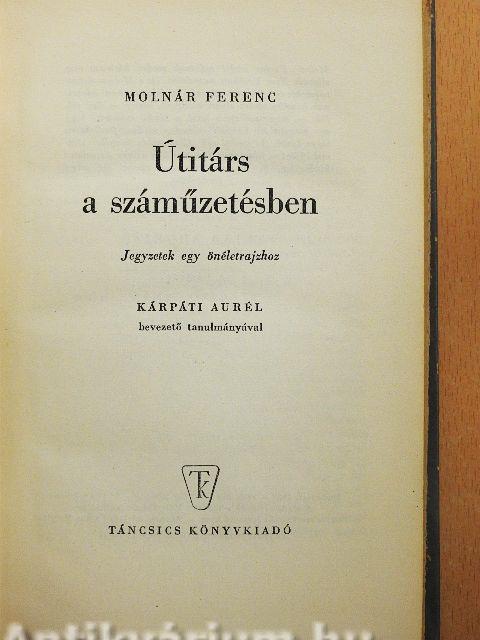 MOLNÁR FERENC
Útitárs
a száműzetésben
Jegyzetek egy önéletrajzhoz
KÁRPÁTI AURÉL
bevezető tanulmányával
Tk
TÁNCSICS KÖNYVKIADÓ
Antikvárium.hu